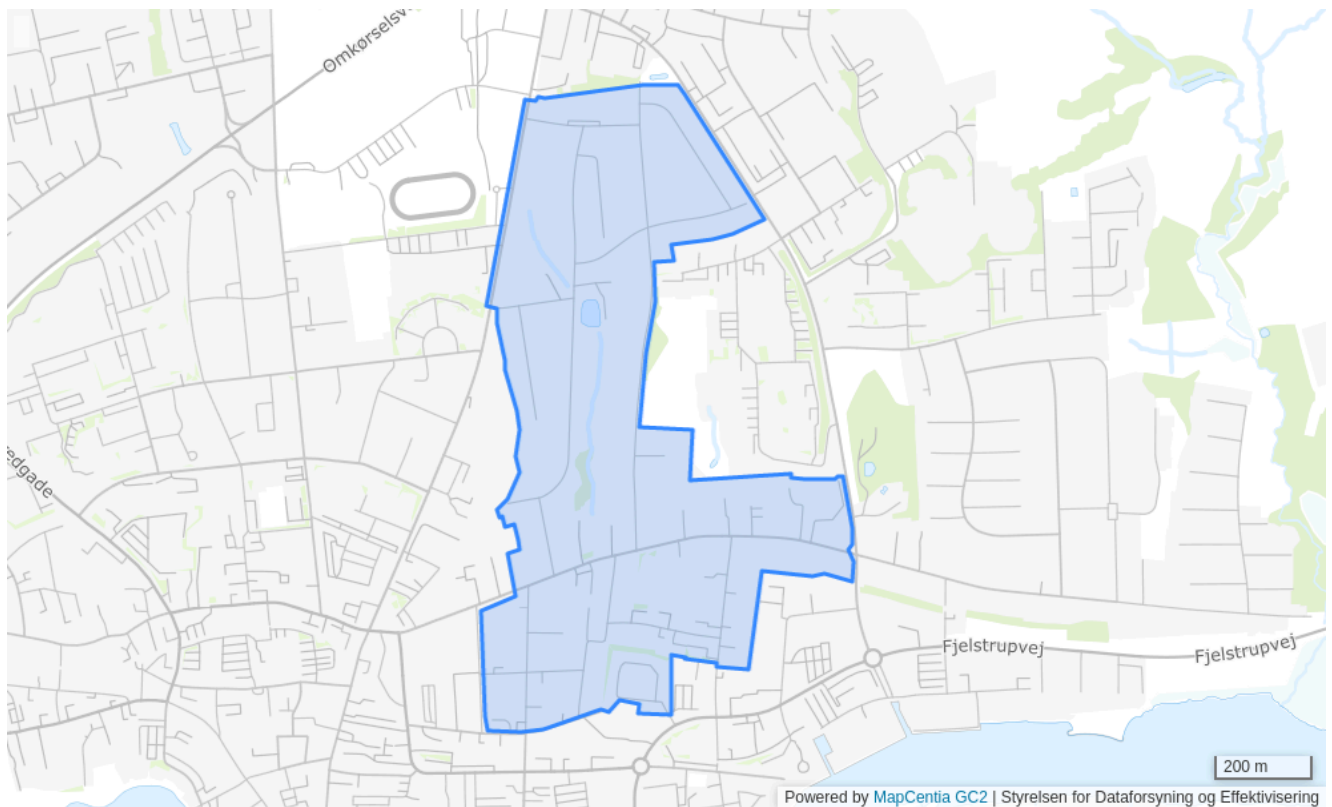 Omkørselsv
edgade
Fjelstrupvej
Fjelstrupvej
200 m
Powered by MapCentia GC2 | Styrelsen for Dataforsyning og Effektivisering